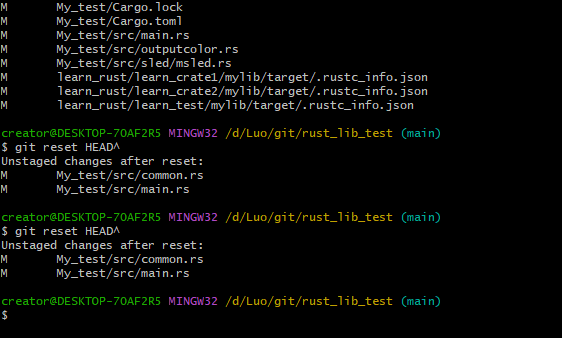 M       My_test/Cargo.lock
M       My_test/Cargo.toml
M       My_test/src/main.rs
M       My_test/src/outputcolor.rs
M       My_test/src/sled/msled.rs
M       learn_rust/learn_crate1/mylib/target/.rustc_info.json
M       learn_rust/learn_crate2/mylib/target/.rustc_info.json
M       learn_rust/learn_test/mylib/target/.rustc_info.json
creator@DESKTOP-7OAF2R5 MINGW32 /d/Luo/git/rust_lib_test (main)
$ git reset HEAD^
Unstaged changes after reset:
M       My_test/src/common.rs
M       My_test/src/main.rs
creator@DESKTOP-7OAF2R5 MINGW32 /d/Luo/git/rust_lib_test (main)
$ git reset HEAD^
Unstaged changes after reset:
M       My_test/src/common.rs
M       My_test/src/main.rs
creator@DESKTOP-7OAF2R5 MINGW32 /d/Luo/git/rust_lib_test (main)
$